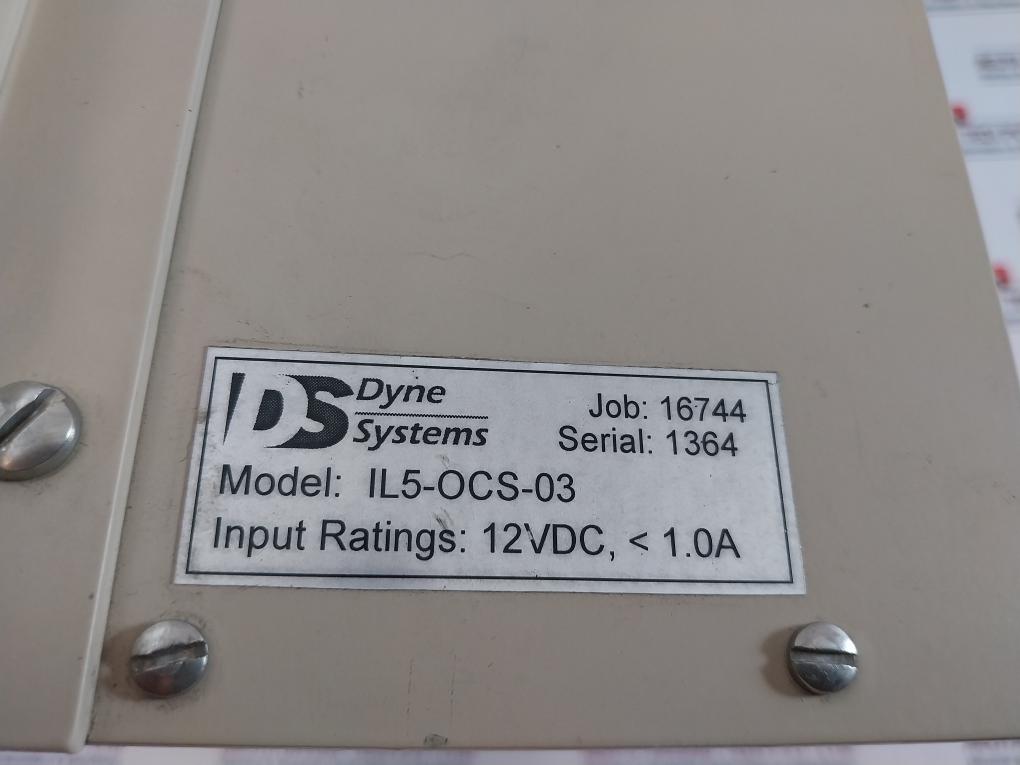 DS Dyne Systems
Job: 16744
Serial: 1364
Model: IL5-OCS-03
Input Ratings: 12VDC, < 1.0A